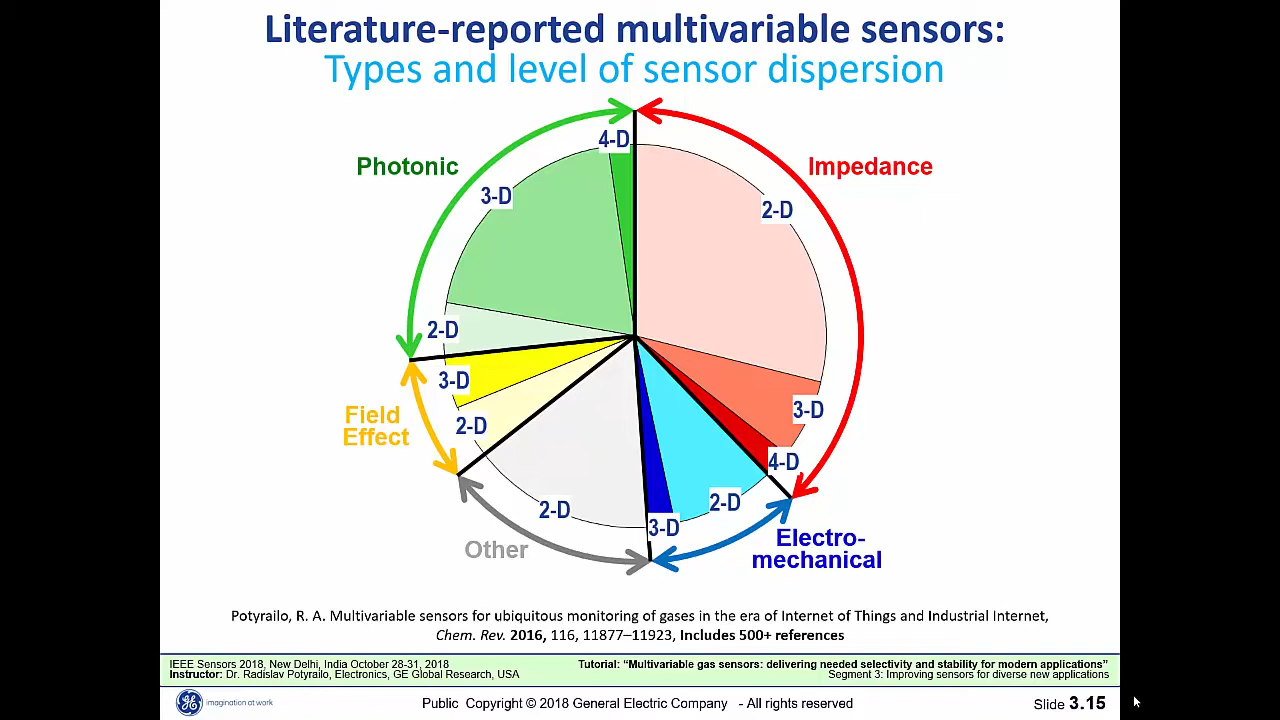 Literature-reported multivariable sensors:
Types and level of sensor dispersion
4-D
Photonic
Impedance
3-D
2-D
2-D
3-D
Field
Effect
2-D
3-D
4-D
2-D
2-D
3-D
Other
Electro-
mechanical
Potyrailo, R. A. Multivariable sensors for ubiquitous monitoring of gases in the era of Internet of Things and Industrial Internet,
Chem. Rev. 2016, 116, 11877–11923, Includes 500+ references
IEEE Sensors 2018, New Delhi, India October 28-31, 2018
Instructor: Dr. Radislav Potyrailo, Electronics, GE Global Research, USA
Tutorial: “Multivariable gas sensors: delivering needed selectivity and stability for modern applications”
Segment 3: Improving sensors for diverse new applications
GE imagination at work
Public Copyright © 2018 General Electric Company - All rights reserved
Slide 3.15